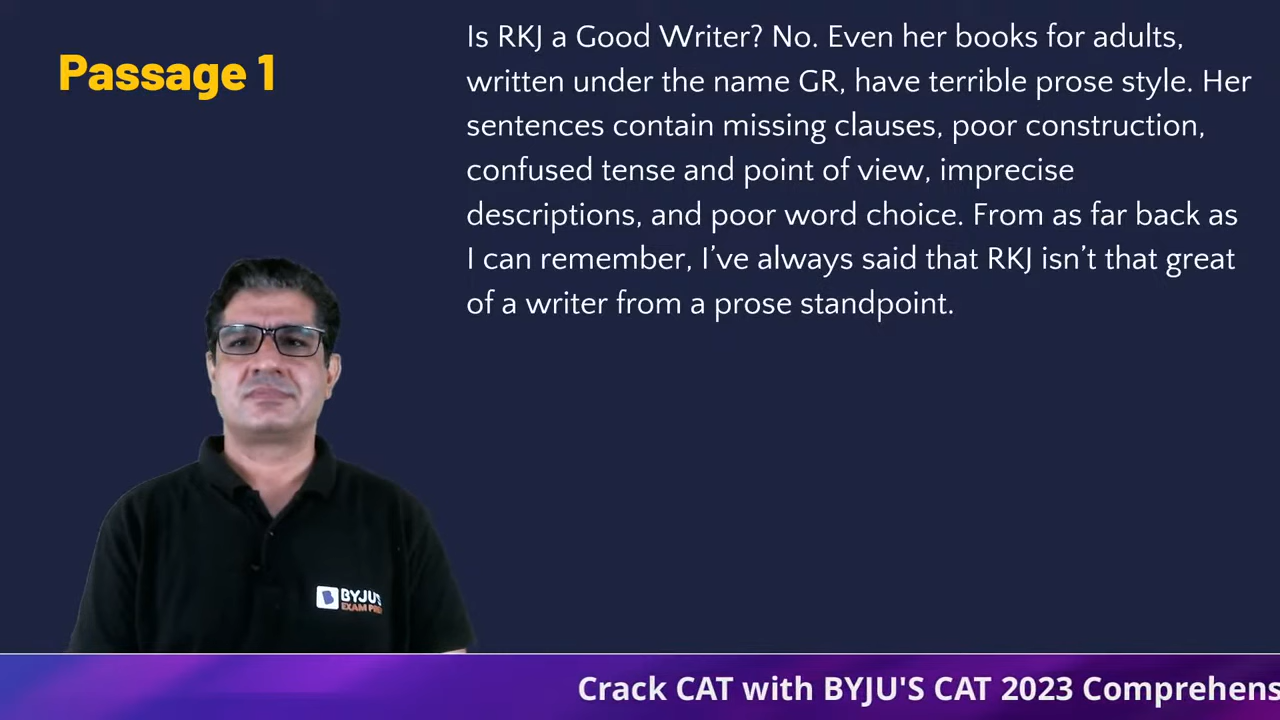 Passage 1
Is RKJ a Good Writer? No. Even her books for adults,
written under the name GR, have terrible prose style. Her
sentences contain missing clauses, poor construction,
confused tense and point of view, imprecise
descriptions, and poor word choice. From as far back as
I can remember, I’ve always said that RKJ isn’t that great
of a writer from a prose standpoint.
BYJU'S
EXAM PREP
Crack CAT with BYJU'S CAT 2023 Comprehens